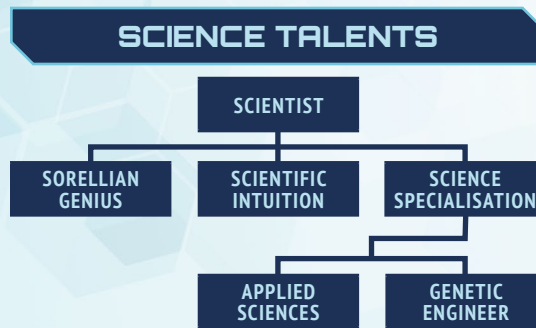 SCIENCE TALENTS
SCIENTIST
SORELLIAN
GENIUS
SCIENTIFIC
INTUITION
SCIENCE
SPECIALISATION
APPLIED
SCIENCES
GENETIC
ENGINEER